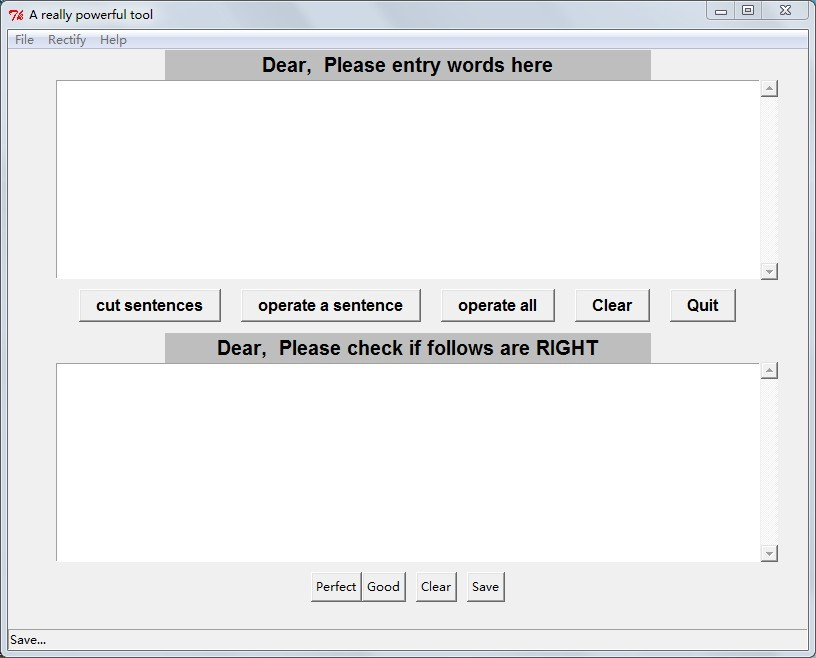 A really powerful tool
File Rectify Help
Dear, Please entry words here
cut sentences operate a sentence operate all Clear Quit
Dear, Please check if follows are RIGHT
Perfect Good Clear Save
Save...